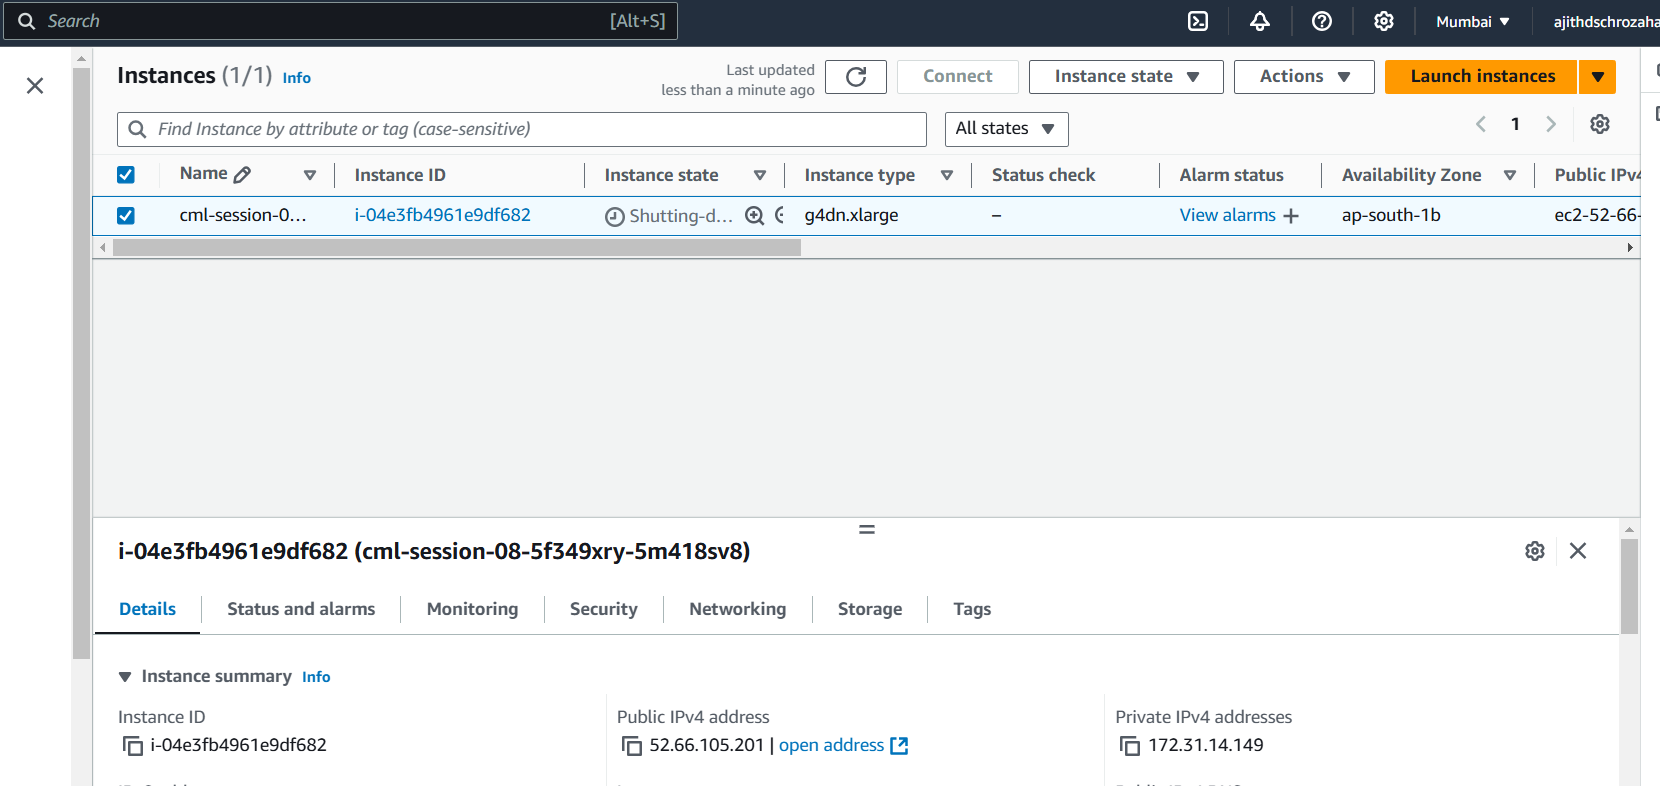 Search [Alt+S] Mumbai ajithdschrozaha
Instances (1/1) Info
Last updated
less than a minute ago
Connect Instance state Actions Launch instances
Find Instance by attribute or tag (case-sensitive) All states 1
Name Instance ID Instance state Instance type Status check Alarm status Availability Zone Public IPv4
cml-session-0... i-04e3fb4961e9df682 Shutting-d... g4dn.xlarge – View alarms + ap-south-1b ec2-52-66-
i-04e3fb4961e9df682 (cml-session-08-5f349xry-5m418sv8)
Details Status and alarms Monitoring Security Networking Storage Tags
Instance summary Info
Instance ID Public IPv4 address Private IPv4 addresses
i-04e3fb4961e9df682 52.66.105.201 | open address 172.31.14.149